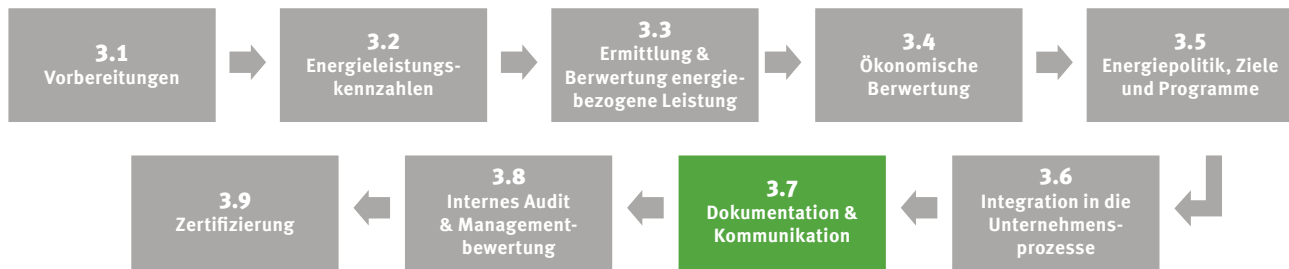 3.1
Vorbereitungen
3.2
Energieleistungs-
kennzahlen
3.3
Ermittlung &
Berwertung energie-
bezogene Leistung
3.4
Ökonomische
Berwertung
3.5
Energiepolitik, Ziele
und Programme
3.6
Integration in die
Unternehmens-
prozesse
3.7
Dokumentation &
Kommunikation
3.8
Internes Audit
& Management-
bewertung
3.9
Zertifizierung